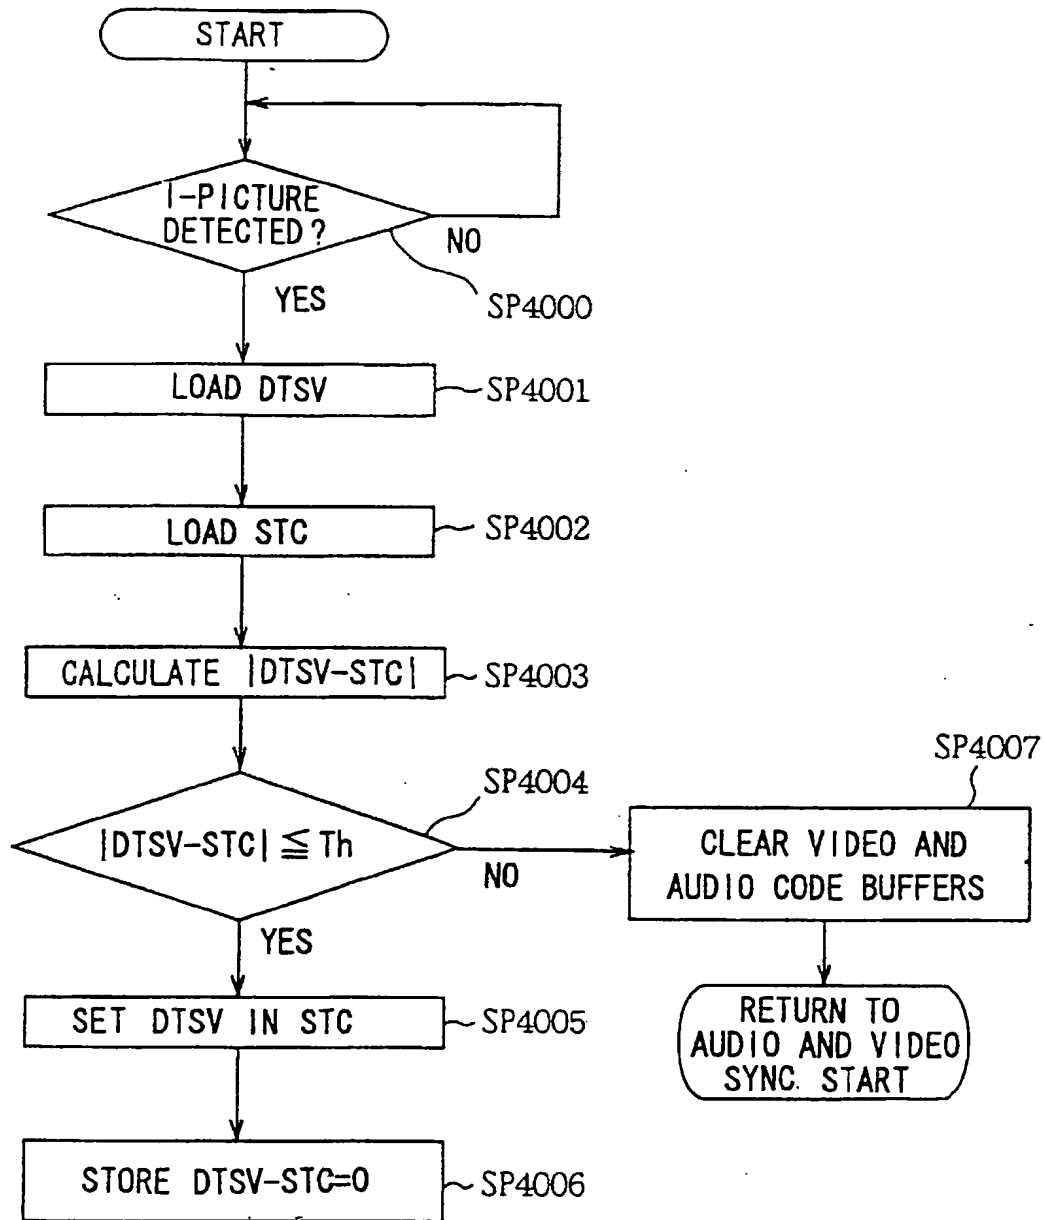 START
I-PICTURE
DETECTED?
NO
YES
SP4000
LOAD DTSV
SP4001
LOAD STC
SP4002
CALCULATE |DTSV-STC|
SP4003
SP4004
|DTSV-STC| ≦ Th
NO
YES
SP4007
CLEAR VIDEO AND
AUDIO CODE BUFFERS
SET DTSV IN STC
SP4005
RETURN TO
AUDIO AND VIDEO
SYNC. START
STORE DTSV-STC=0
SP4006